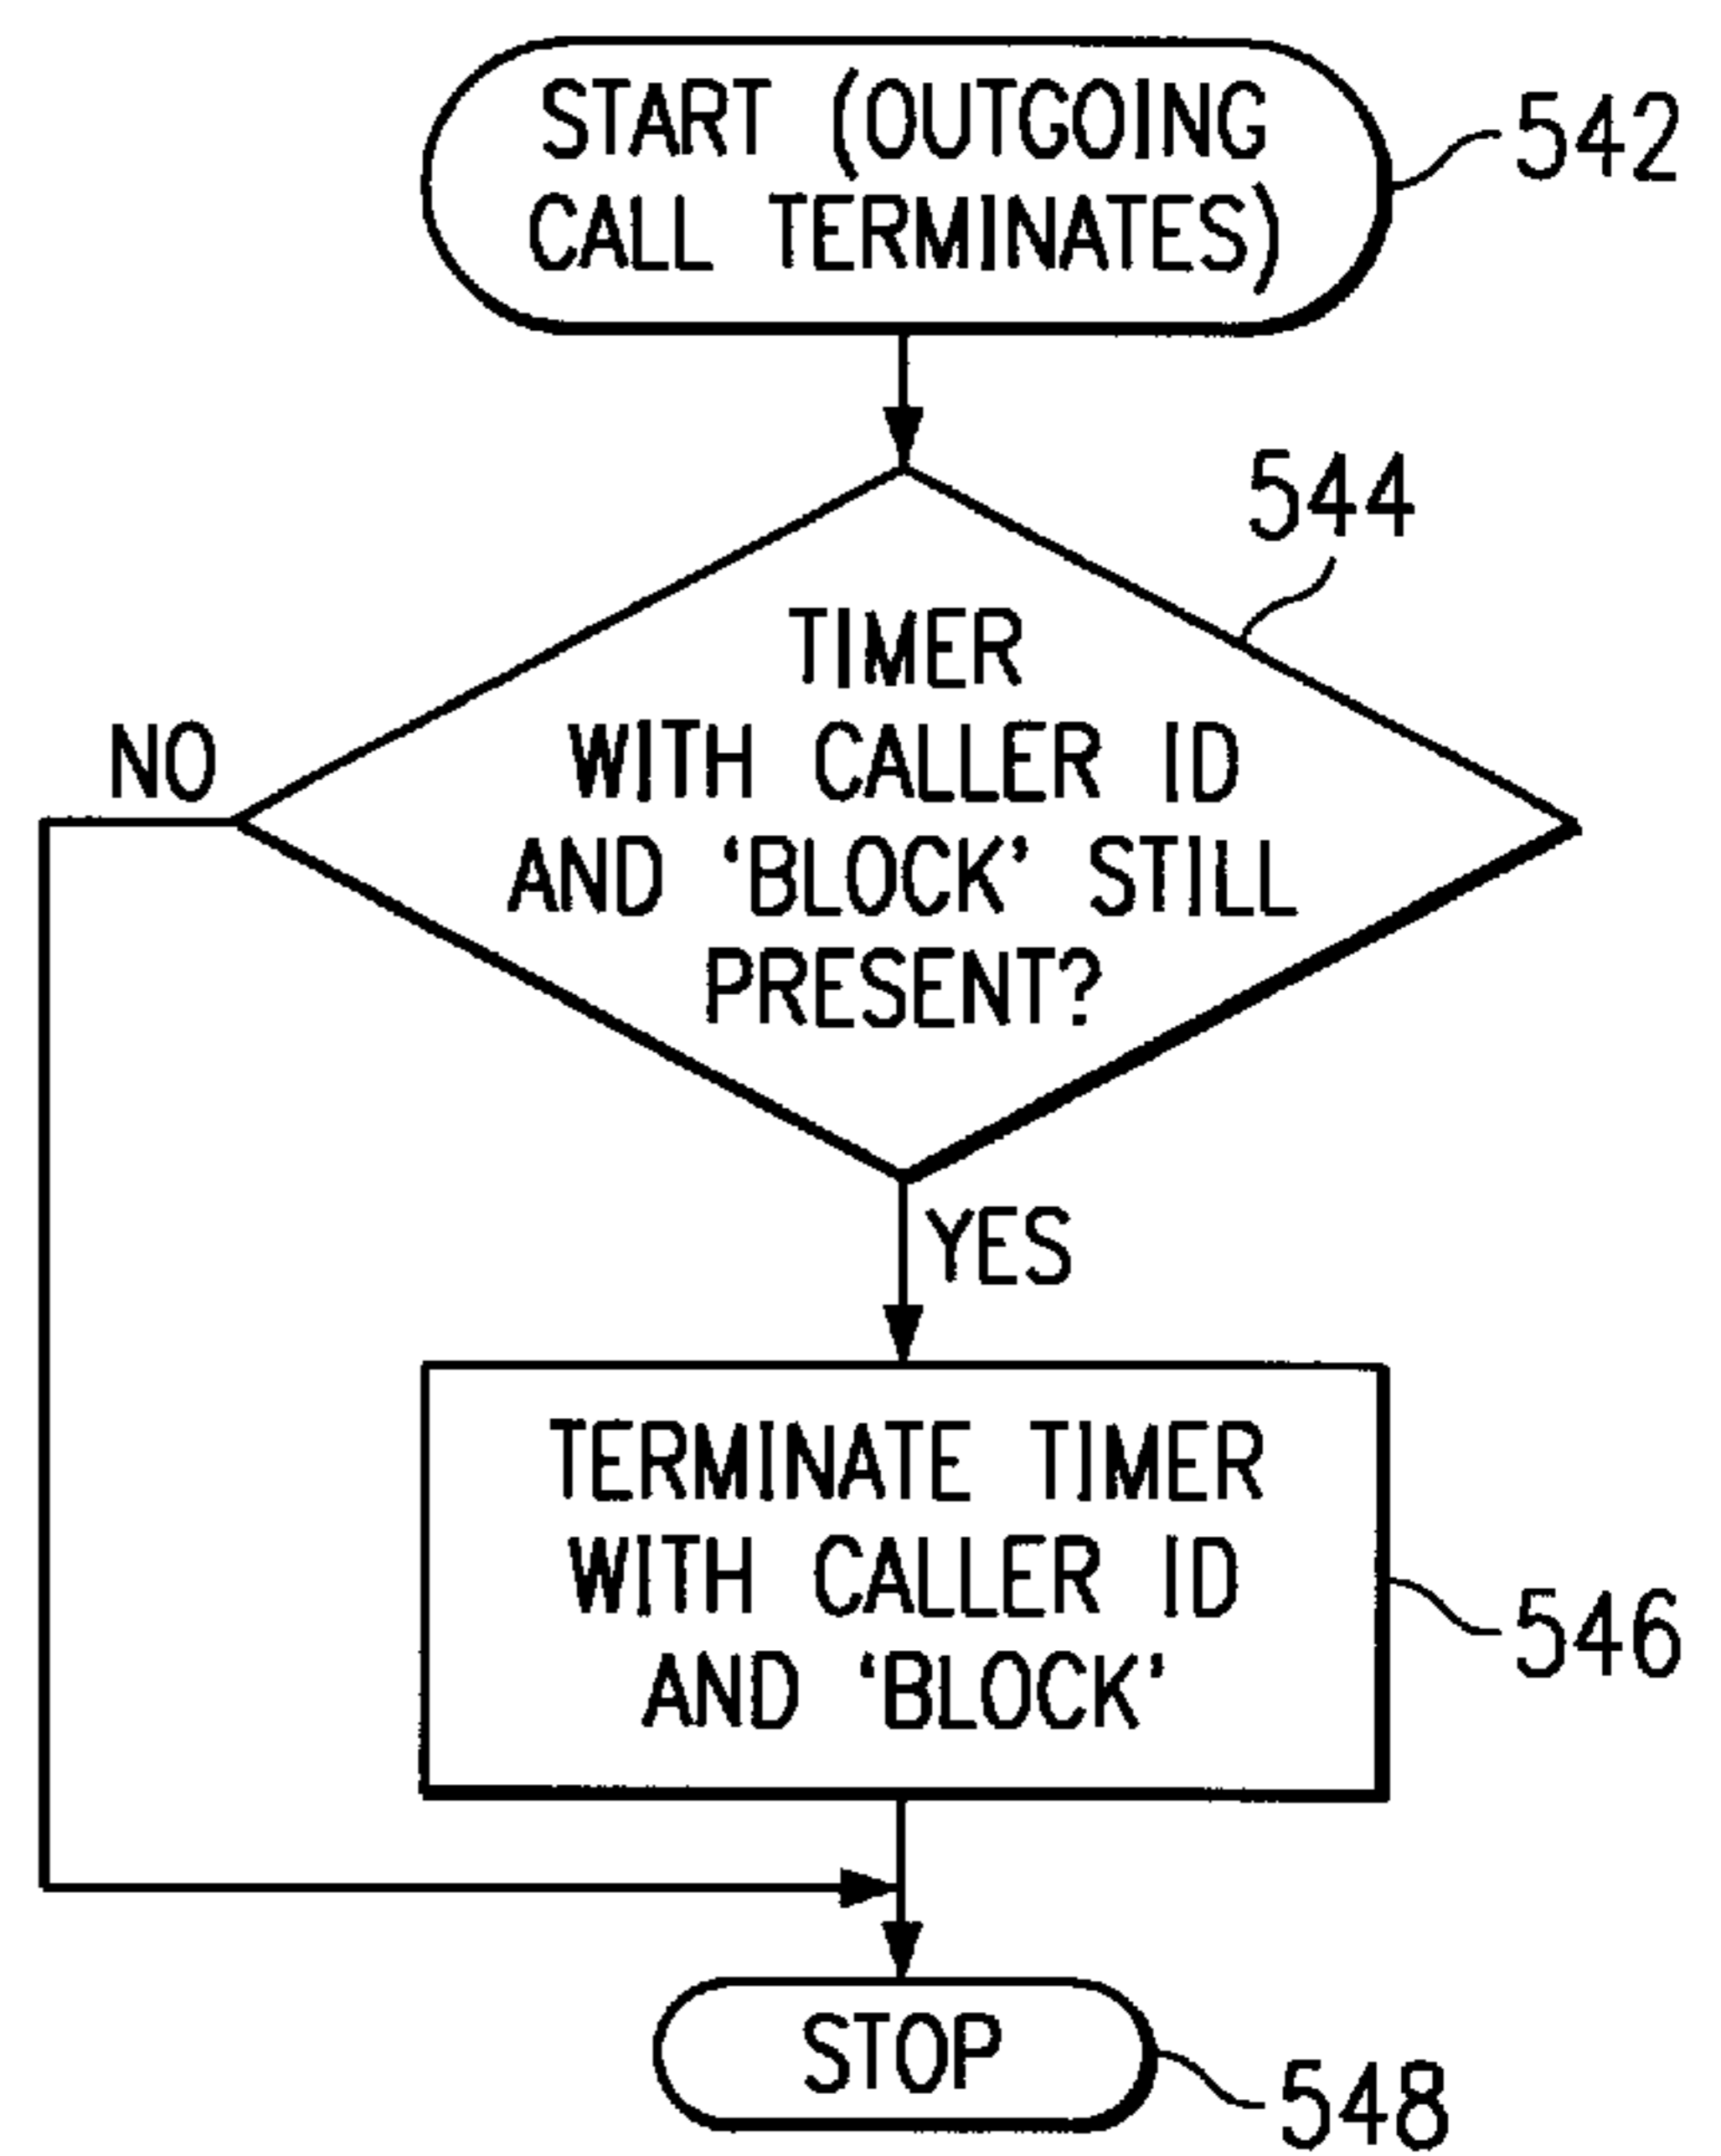 START (OUTGOING
CALL TERMINATES)
542
544
TIMER
WITH CALLER ID
AND ‘BLOCK’ STILL
PRESENT?
NO
YES
TERMINATE TIMER
WITH CALLER ID
AND ‘BLOCK’
546
STOP
548